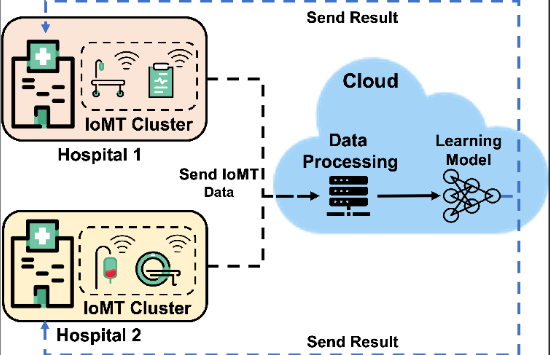 Send Result
Cloud
IoMT Cluster
Hospital 1
Data
Processing
Learning
Model
Send IoMT
Data
IoMT Cluster
Hospital 2
Send Result